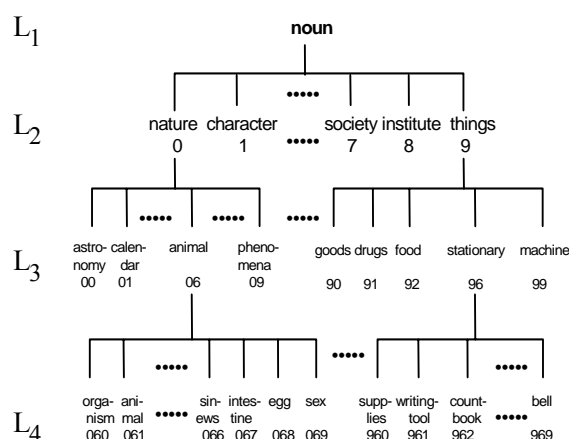 L1 noun
•••••
L2 nature character ••••• society institute things
0 1 7 8 9
••••• ••••• •••••
L3 astro- calen- animal pheno- goods drugs food stationary machine
nomy dar mena
00 01 06 09 90 91 92 96 99
•••••
L4 orga- ani- ••••• sin- intes- egg sex supp- writing- count- ••••• bell
nism mal ews tine lies tool book
060 061 066 067 068 069 960 961 962 969